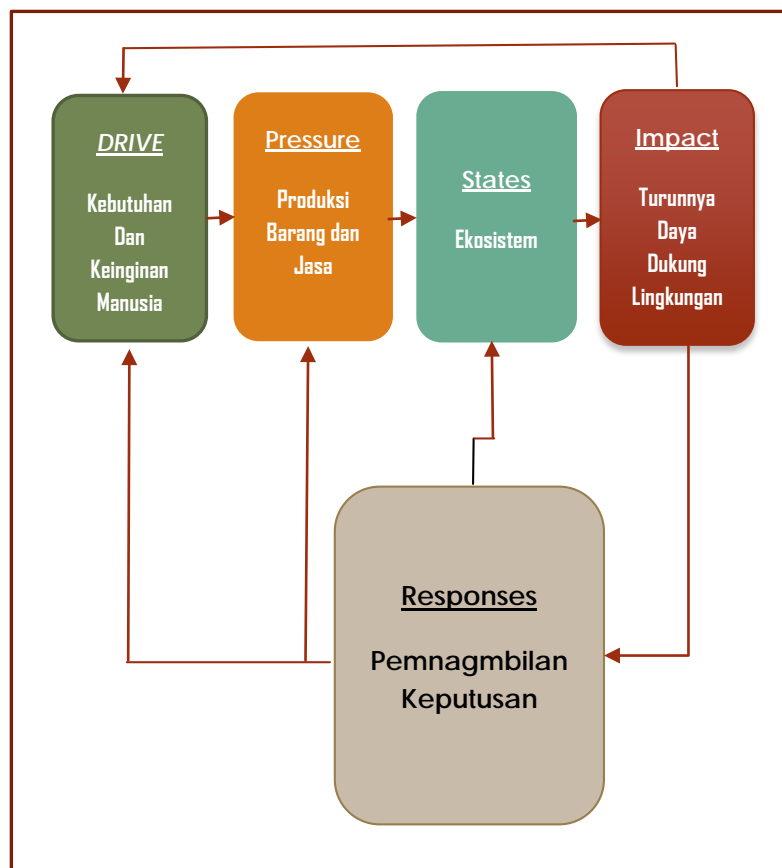 DRIVE
Kebutuhan
Dan
Keinginan
Manusia
Pressure
Produksi
Barang dan
Jasa
States
Ekosistem
Impact
Turunnya
Daya
Dukung
Lingkungan
Responses
Pemnagmbilan
Keputusan